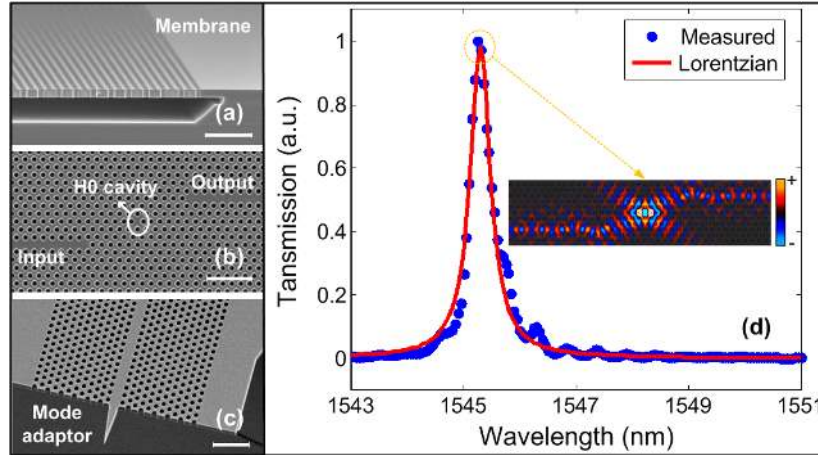 Membrane
(a)
H0 cavity
Output
Input
(b)
Mode
adaptor
(c)
Tansmission (a.u.)
1
0.8
0.6
0.4
0.2
0
Measured
Lorentzian
+
-
(d)
1543
1545
1547
1549
1551
Wavelength (nm)